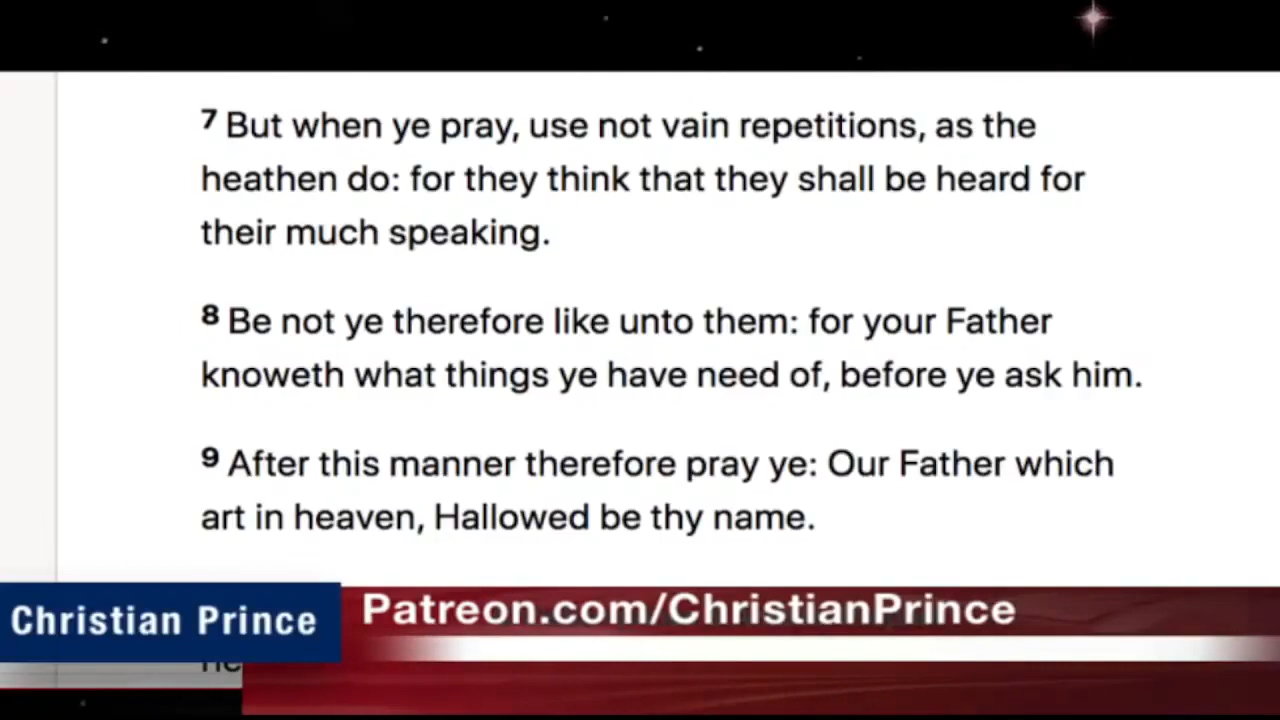 7 But when ye pray, use not vain repetitions, as the
heathen do: for they think that they shall be heard for
their much speaking.
8 Be not ye therefore like unto them: for your Father
knoweth what things ye have need of, before ye ask him.
9 After this manner therefore pray ye: Our Father which
art in heaven, Hallowed be thy name.
Christian Prince
Patreon.com/ChristianPrince